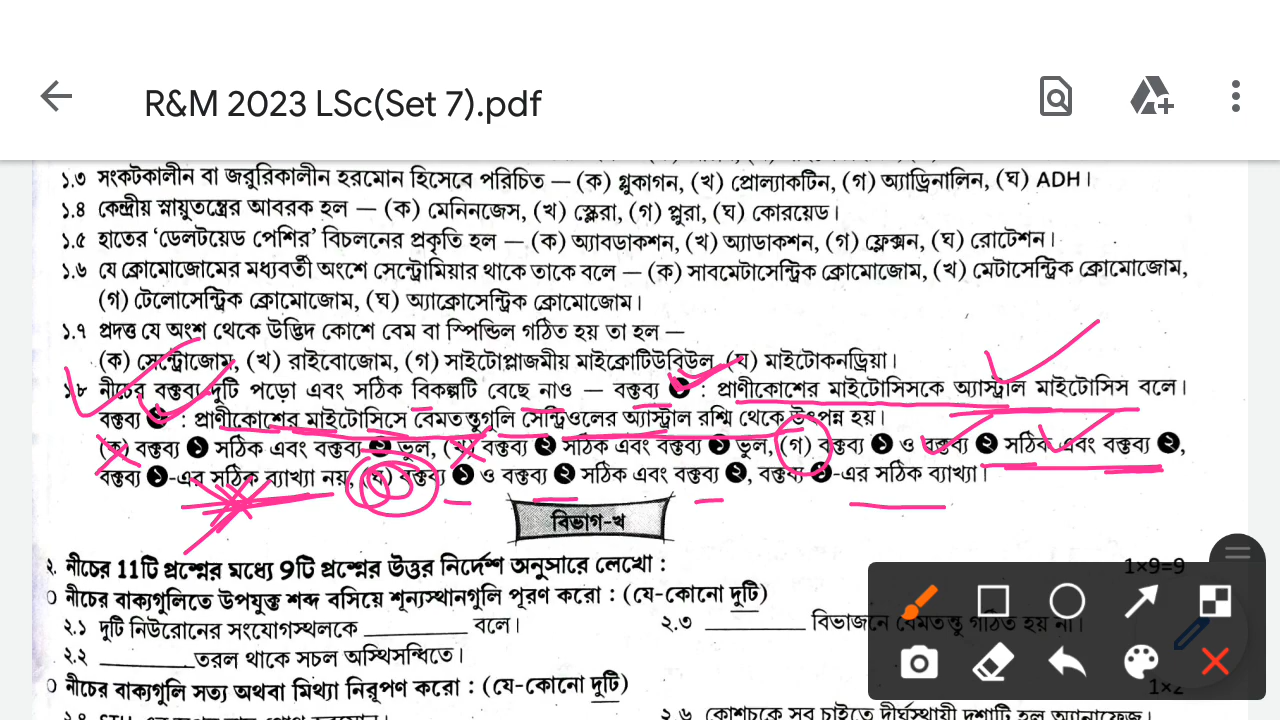 R&M 2023 LSc(Set 7).pdf
১.৩ সংকটকালীন বা জরুরিকালীন হরমোন হিসেবে পরিচিত — (ক) গ্লুকাগন, (খ) প্রোল্যাকটিন, (গ) অ্যাড্রিনালিন, (ঘ) ADH।
১.৪ কেন্দ্রীয় স্নায়ুতন্ত্রের আবরক হল — (ক) মেনিনজেস, (খ) স্ক্লেরা, (গ) প্লুরা, (ঘ) কোরয়েড।
১.৫ হাতের ‘ডেলটয়েড পেশির’ বিচলনের প্রকৃতি হল — (ক) অ্যাবডাকশন, (খ) অ্যাডাকশন, (গ) ফ্লেক্সন, (ঘ) রোটেশন।
১.৬ যে ক্রোমোজোমের মধ্যবর্তী অংশে সেন্ট্রোমিয়ার থাকে তাকে বলে — (ক) সাবমেটাসেন্ট্রিক ক্রোমোজোম, (খ) মেটাসেন্ট্রিক ক্রোমোজোম,
(গ) টেলোসেন্ট্রিক ক্রোমোজোম, (ঘ) অ্যাক্রোসেন্ট্রিক ক্রোমোজোম।
১.৭ প্রদত্ত যে অংশ থেকে উদ্ভিদ কোশে বেম বা স্পিন্ডিল গঠিত হয় তা হল —
(ক) সেন্ট্রোজোম, (খ) রাইবোজোম, (গ) সাইটোপ্লাজমীয় মাইক্রোটিউবিউল, (ঘ) মাইটোকনড্রিয়া।
১.৮ নীচের বক্তব্য দুটি পড়ো এবং সঠিক বিকল্পটি বেছে নাও — বক্তব্য ❶ : প্রাণীকোশের মাইটোসিসকে অ্যাস্ট্রাল মাইটোসিস বলে।
বক্তব্য ❷ : প্রাণীকোশের মাইটোসিসে বেমতন্তুগুলি সেন্ট্রিওলের অ্যাস্ট্রাল রশ্মি থেকে উৎপন্ন হয়।
(ক) বক্তব্য ❶ সঠিক এবং বক্তব্য ❷ ভুল, (খ) বক্তব্য ❷ সঠিক এবং বক্তব্য ❶ ভুল, (গ) বক্তব্য ❶ ও বক্তব্য ❷ সঠিক এবং বক্তব্য ❷,
বক্তব্য ❶-এর সঠিক ব্যাখ্যা নয়, (ঘ) বক্তব্য ❶ ও বক্তব্য ❷ সঠিক এবং বক্তব্য ❷, বক্তব্য ❶-এর সঠিক ব্যাখ্যা।
বিভাগ-খ
২. নীচের 11টি প্রশ্নের মধ্যে 9টি প্রশ্নের উত্তর নির্দেশ অনুসারে লেখো : 1×9=9
নীচের বাক্যগুলিতে উপযুক্ত শব্দ বসিয়ে শূন্যস্থানগুলি পূরণ করো : (যে-কোনো দুটি)
২.১ দুটি নিউরোনের সংযোগস্থলকে ________ বলে।
২.৩ ________ বিভাজনে বেমতন্তু গঠিত হয় না।
২.২ ________ তরল থাকে সচল অস্থিসন্ধিতে।
নীচের বাক্যগুলি সত্য অথবা মিথ্যা নিরূপণ করো : (যে-কোনো দুটি) 1×2
২.৬ কোশচক্রে সব চাইতে দীর্ঘস্থায়ী দশাটি হল অ্যানাফেজ।